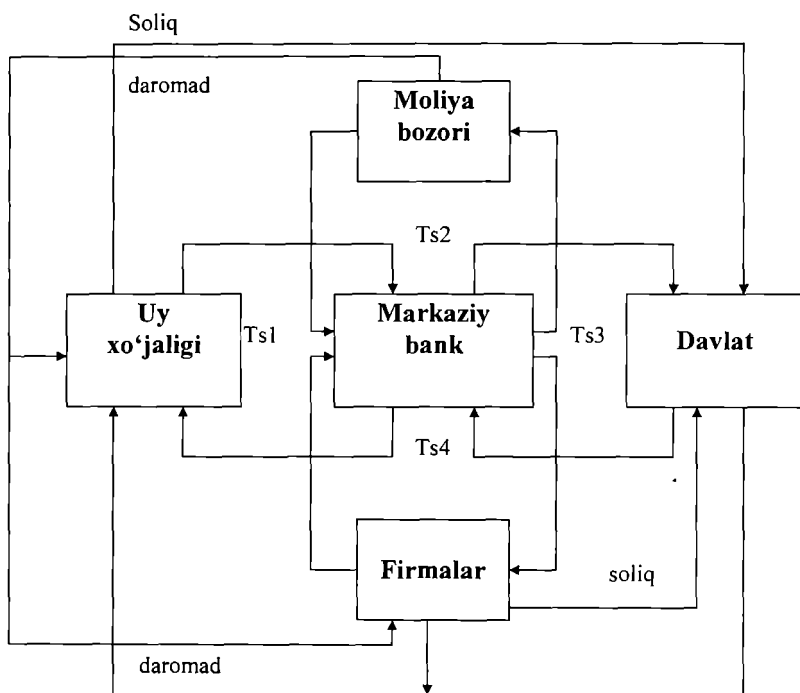 Soliq
daromad
Moliya
bozori
Ts2
Uy
xo‘jaligi
Ts1
Markaziy
bank
Ts3
Davlat
Ts4
Firmalar
soliq
daromad